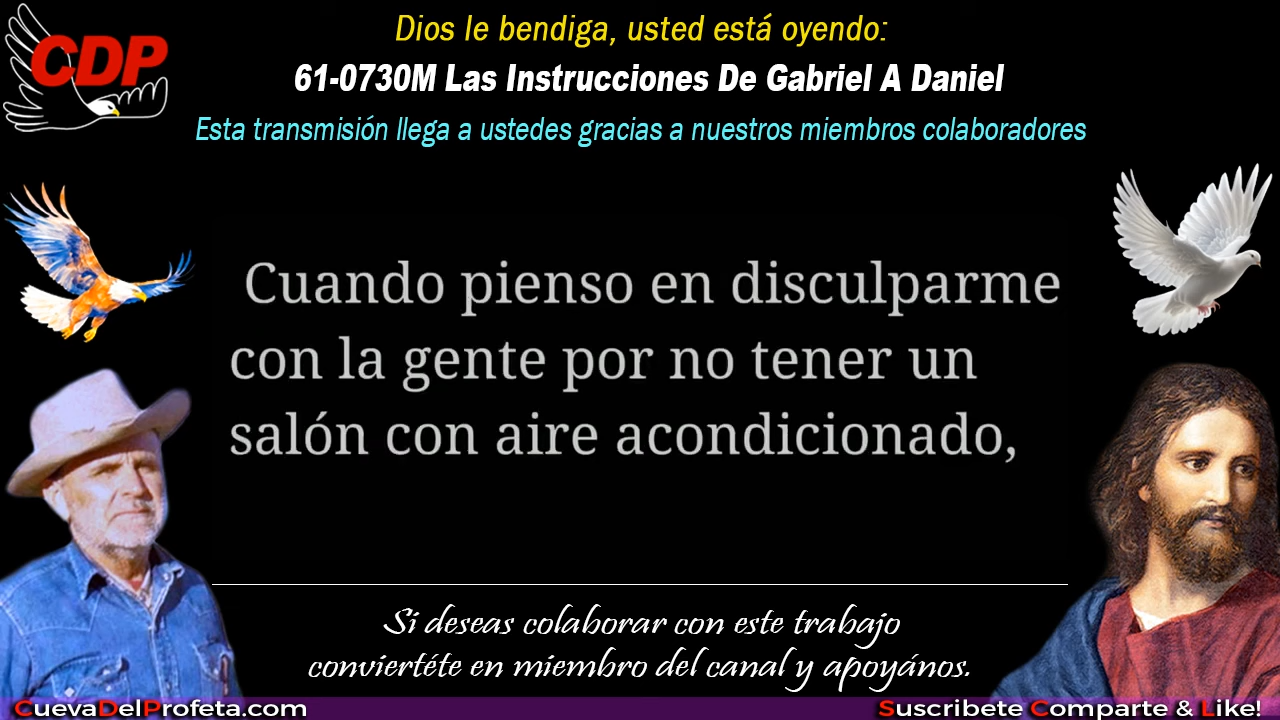 CDP
Dios le bendiga, usted está oyendo:
61-0730M Las Instrucciones De Gabriel A Daniel
Esta transmisión llega a ustedes gracias a nuestros miembros colaboradores
Cuando pienso en disculparme
con la gente por no tener un
salón con aire acondicionado,
Si deseas colaborar con este trabajo
conviertéte en miembro del canal y apoyános.
CuevaDelProfeta.com
Suscribete Comparte & Like!